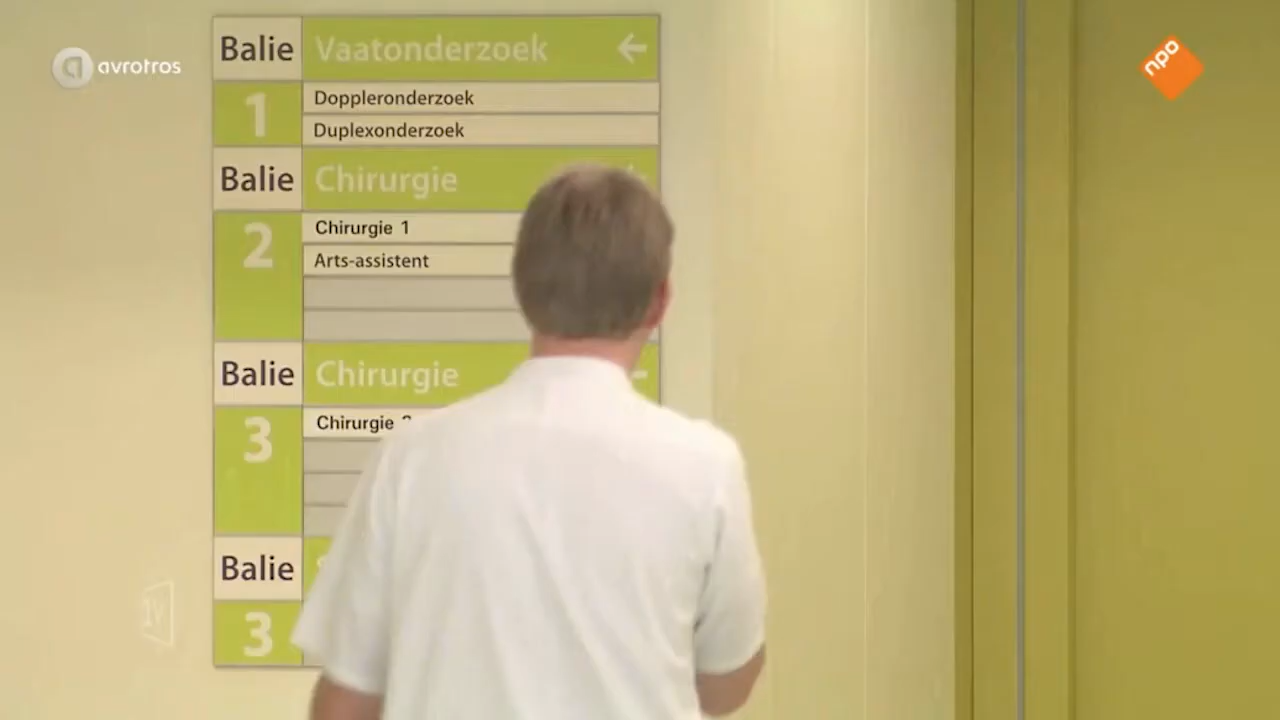 avrotros
npo
Balie Vaatonderzoek ←
1 Doppleronderzoek
Duplexonderzoek
Balie Chirurgie
2 Chirurgie 1
Arts-assistent
Balie Chirurgie
3 Chirurgie
Balie
3